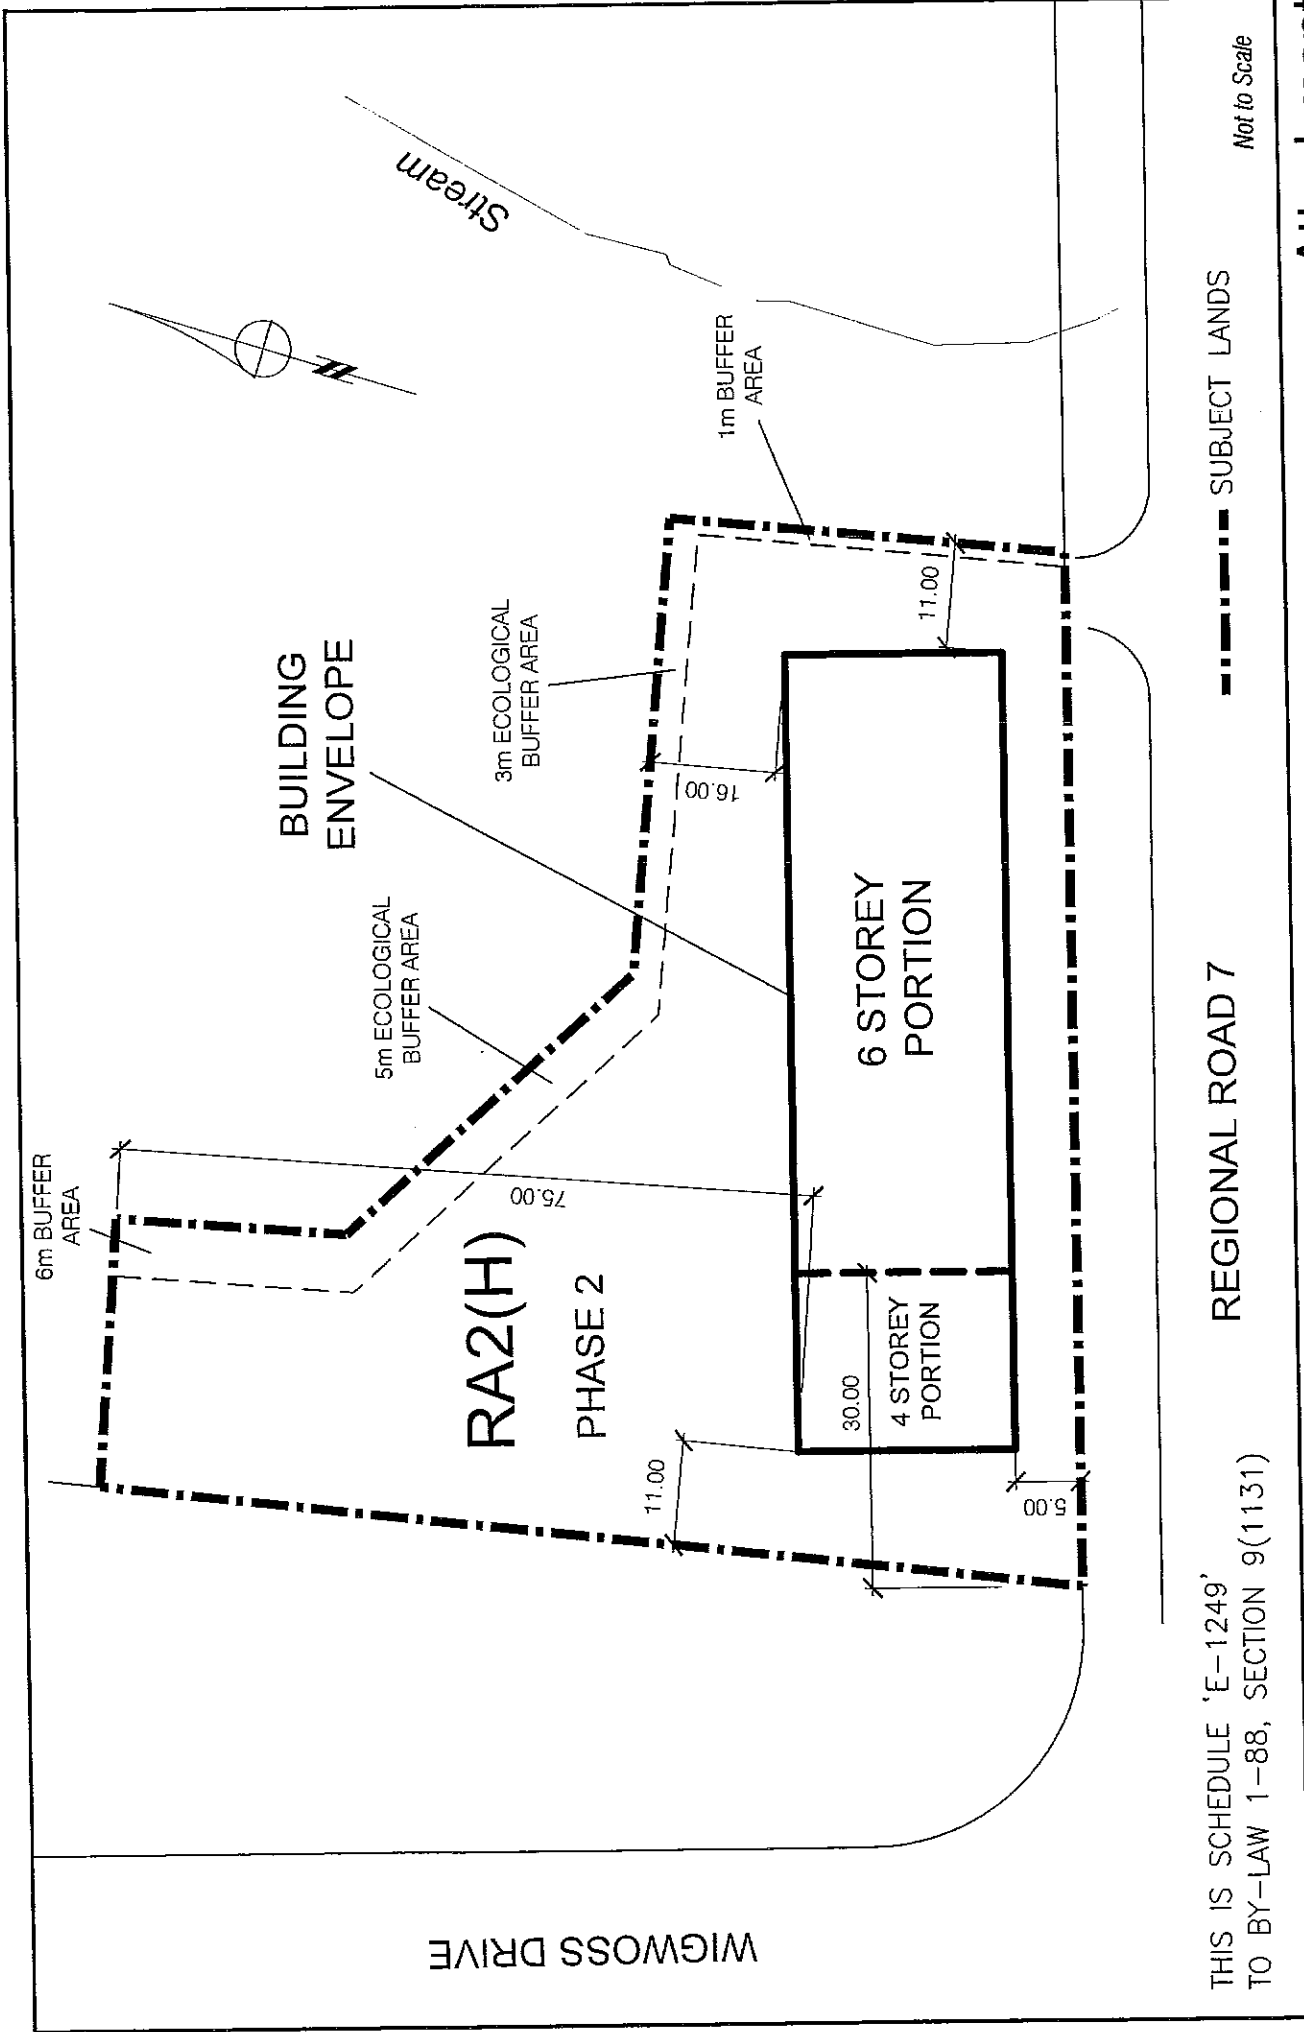 6m BUFFER
AREA
5m ECOLOGICAL
BUFFER AREA
BUILDING
ENVELOPE
3m ECOLOGICAL
BUFFER AREA
1m BUFFER
AREA
Stream
N
75.00
16.00
11.00
RA2(H)
PHASE 2
11.00
30.00
4 STOREY
PORTION
6 STOREY
PORTION
5.00
WIGWOSS DRIVE
REGIONAL ROAD 7
THIS IS SCHEDULE 'E-1249'
TO BY-LAW 1-88, SECTION 9(1131)
SUBJECT LANDS
Not to Scale